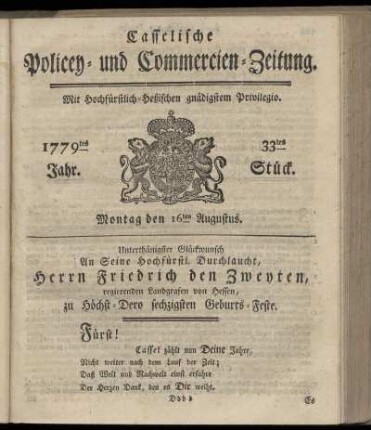 Casselische
Policey- und Commercien-Zeitung.
Mit Hochfürstlich-Heßischen gnädigstem Privilegio.
1779tes
Jahr.
33tes
Stück.
Montag den 16ten Augustus.
Unterthänigster Glückwunsch
An Seine Hochfürstl. Durchlaucht,
Herrn Friedrich den Zweyten,
regierenden Landgrafen von Hessen,
zu Höchst-Dero sechzigsten Geburts-Feste.
Fürst!
Cassel zählt nun Deine Jahre,
Nicht weiter nach dem Lauf der Zeit;
Daß Welt und Nachwelt einst erfahre
Der Herzen Dank, den es Dir weiht.
Dddd
Es